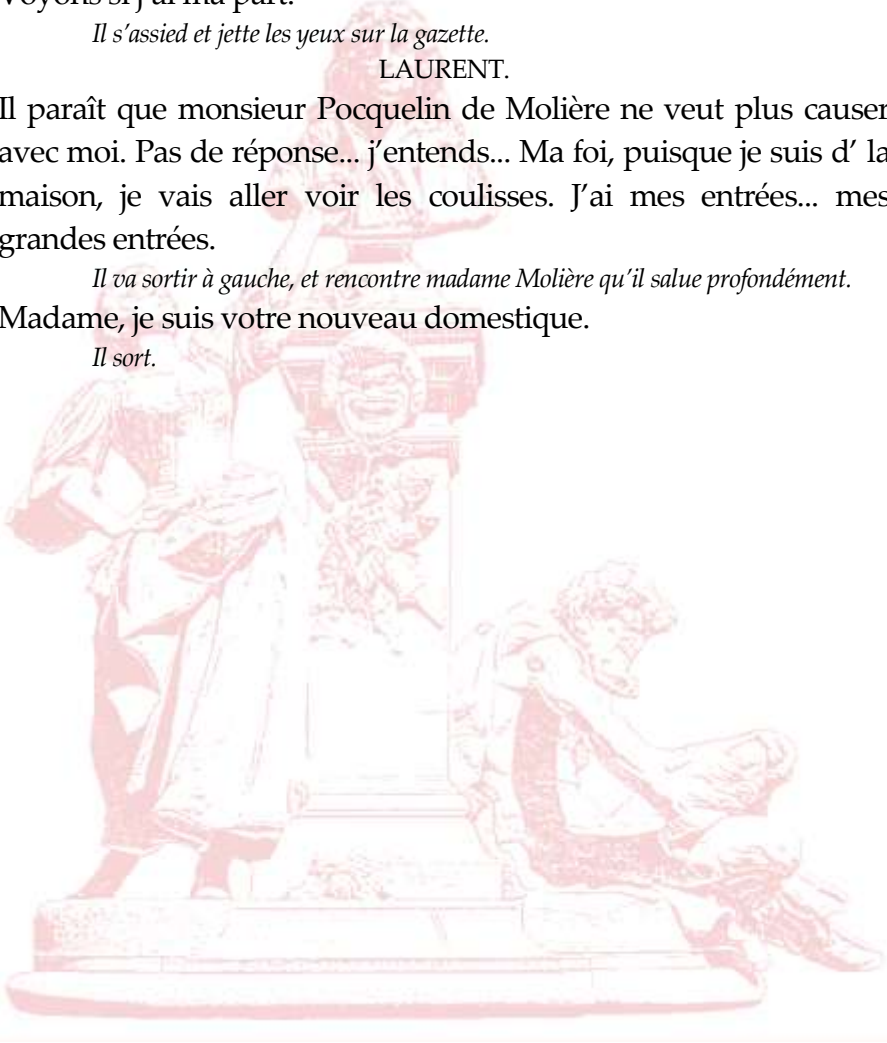 Voyons si j'ai ma part.
Il s’assied et jette les yeux sur la gazette.
LAURENT.
Il paraît que monsieur Pocquelin de Molière ne veut plus causer
avec moi. Pas de réponse... j’entends... Ma foi, puisque je suis d’ la
maison, je vais aller voir les coulisses. J’ai mes entrées... mes
grandes entrées.
Il va sortir à gauche, et rencontre madame Molière qu’il salue profondément.
Madame, je suis votre nouveau domestique.
Il sort.